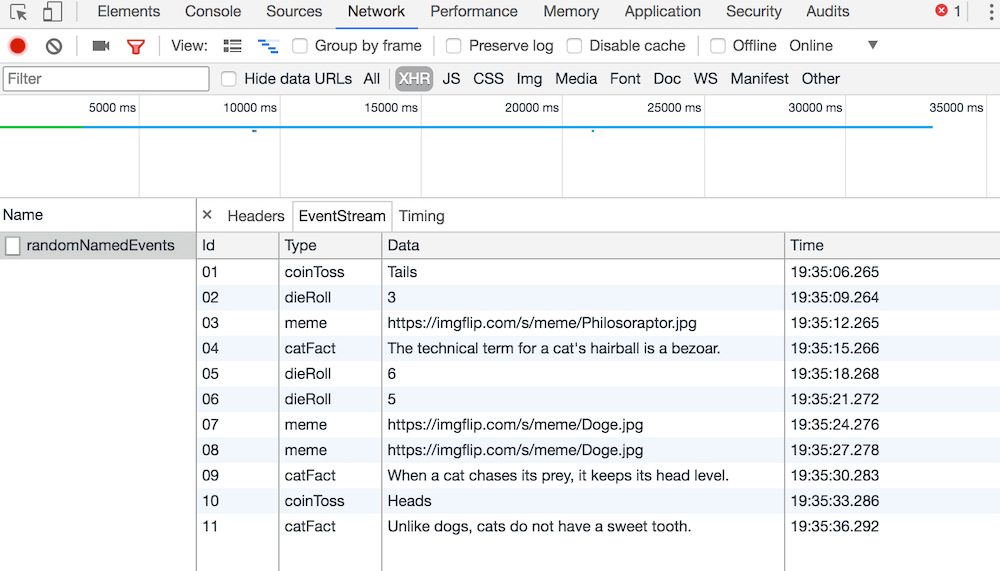 Elements Console Sources Network Performance Memory Application Security Audits 1
View: Group by frame Preserve log Disable cache Offline Online
Filter Hide data URLs All XHR JS CSS Img Media Font Doc WS Manifest Other
5000 ms 10000 ms 15000 ms 20000 ms 25000 ms 30000 ms 35000 ms
Name × Headers EventStream Timing
randomNamedEvents Id Type Data Time
01 coinToss Tails 19:35:06.265
02 dieRoll 3 19:35:09.264
03 meme https://imgflip.com/s/meme/Philosoraptor.jpg 19:35:12.265
04 catFact The technical term for a cat's hairball is a bezoar. 19:35:15.266
05 dieRoll 6 19:35:18.268
06 dieRoll 5 19:35:21.272
07 meme https://imgflip.com/s/meme/Doge.jpg 19:35:24.276
08 meme https://imgflip.com/s/meme/Doge.jpg 19:35:27.278
09 catFact When a cat chases its prey, it keeps its head level. 19:35:30.283
10 coinToss Heads 19:35:33.286
11 catFact Unlike dogs, cats do not have a sweet tooth. 19:35:36.292